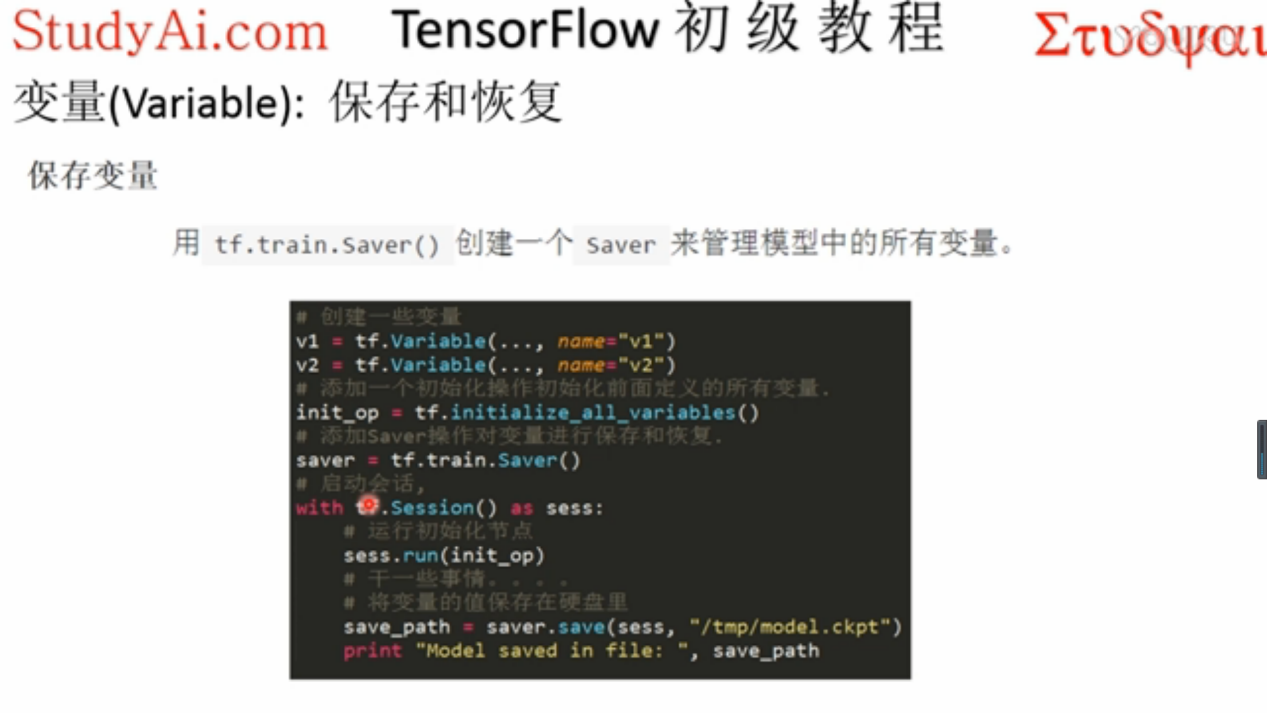 StudyAi.com
TensorFlow 初级教程
Στυδψαι
变量(Variable): 保存和恢复
保存变量
用 tf.train.Saver() 创建一个 Saver 来管理模型中的所有变量。
# 创建一些变量
v1 = tf.Variable(..., name="v1")
v2 = tf.Variable(..., name="v2")
# 添加一个初始化操作初始化前面定义的所有变量.
init_op = tf.initialize_all_variables()
# 添加Saver操作对变量进行保存和恢复.
saver = tf.train.Saver()
# 启动会话,
with tf.Session() as sess:
    # 运行初始化节点
    sess.run(init_op)
    # 干一些事情。。。。
    # 将变量的值保存在硬盘里
    save_path = saver.save(sess, "/tmp/model.ckpt")
    print "Model saved in file: ", save_path